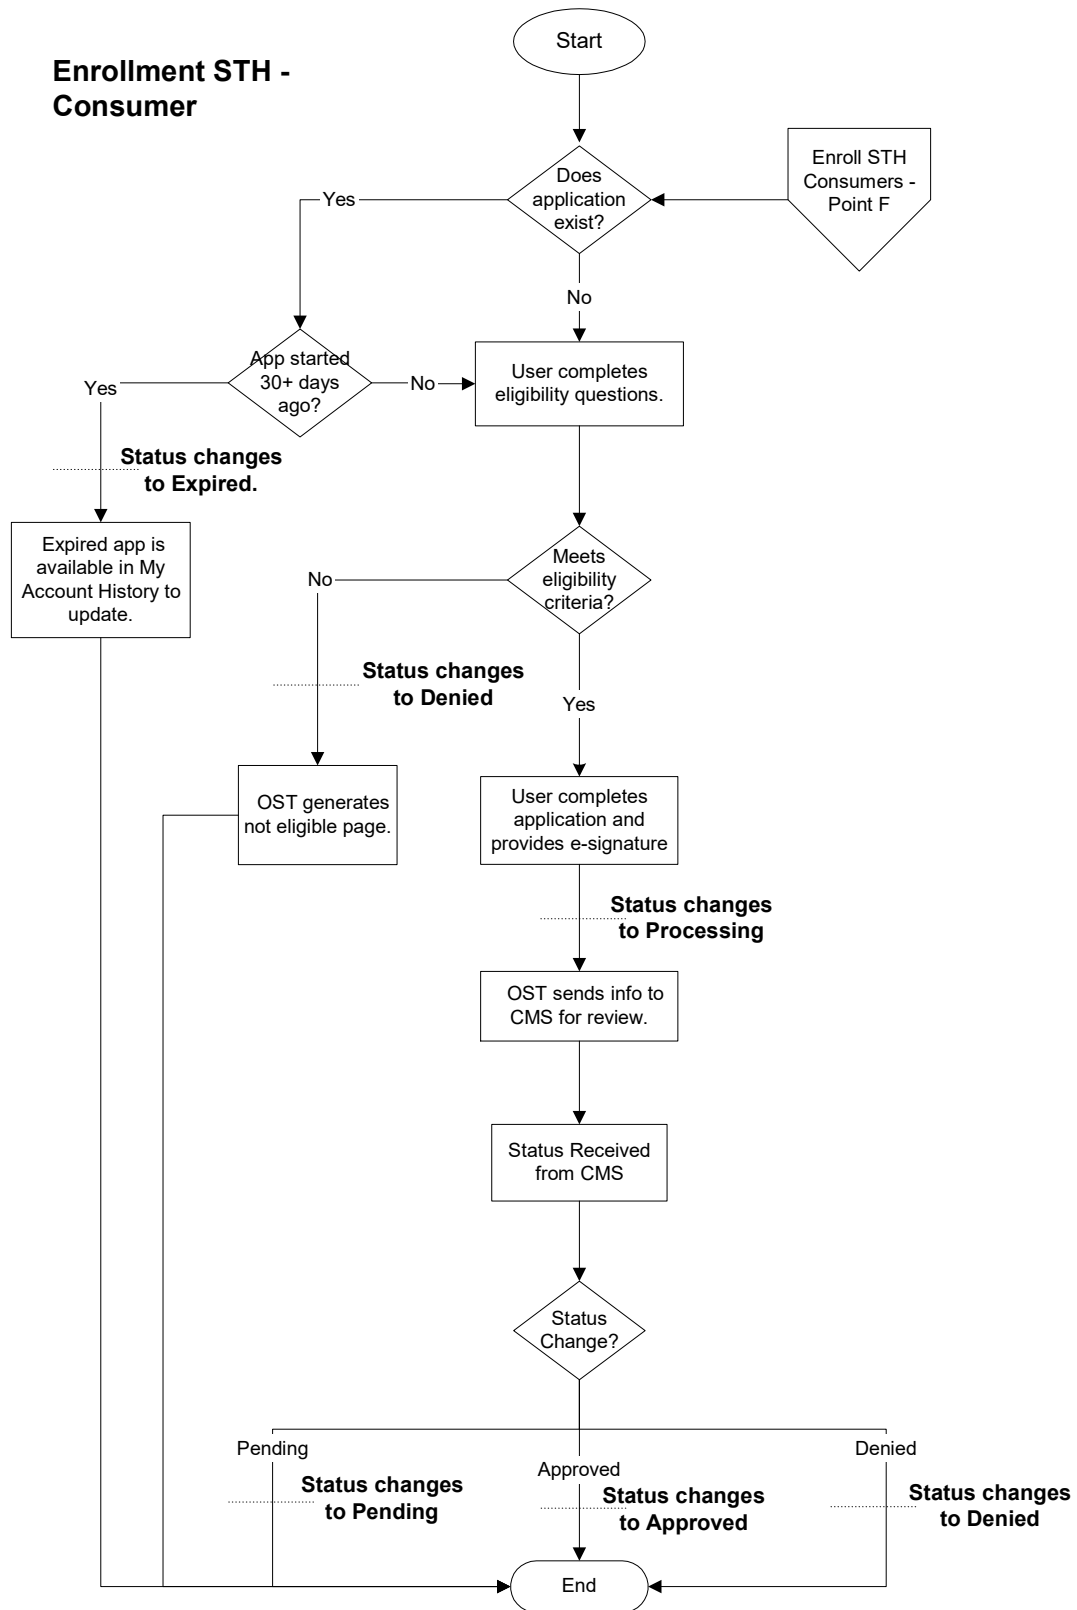 Start
Enrollment STH -
Consumer
Does
application
exist?
Enroll STH
Consumers -
Point F
Yes
No
App started
30+ days
ago?
Yes
No
User completes
eligibility questions.
Status changes
to Expired.
Expired app is
available in My
Account History to
update.
Meets
eligibility
criteria?
No
Status changes
to Denied
Yes
OST generates
not eligible page.
User completes
application and
provides e-signature
Status changes
to Processing
OST sends info to
CMS for review.
Status Received
from CMS
Status
Change?
Pending
Approved
Denied
Status changes
to Pending
Status changes
to Approved
Status changes
to Denied
End